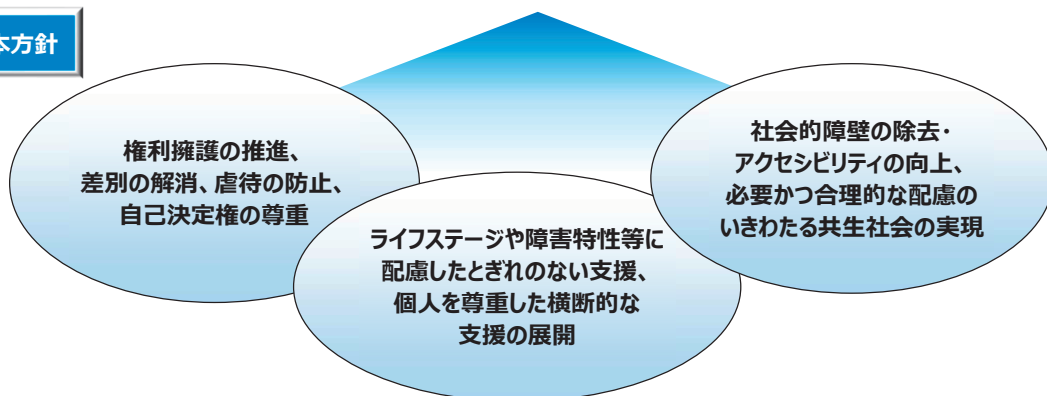 本方針
権利擁護の推進、
差別の解消、虐待の防止、
自己決定権の尊重
ライフステージや障害特性等に
配慮したとぎれのない支援、
個人を尊重した横断的な
支援の展開
社会的障壁の除去・
アクセシビリティの向上、
必要かつ合理的な配慮の
いきわたる共生社会の実現